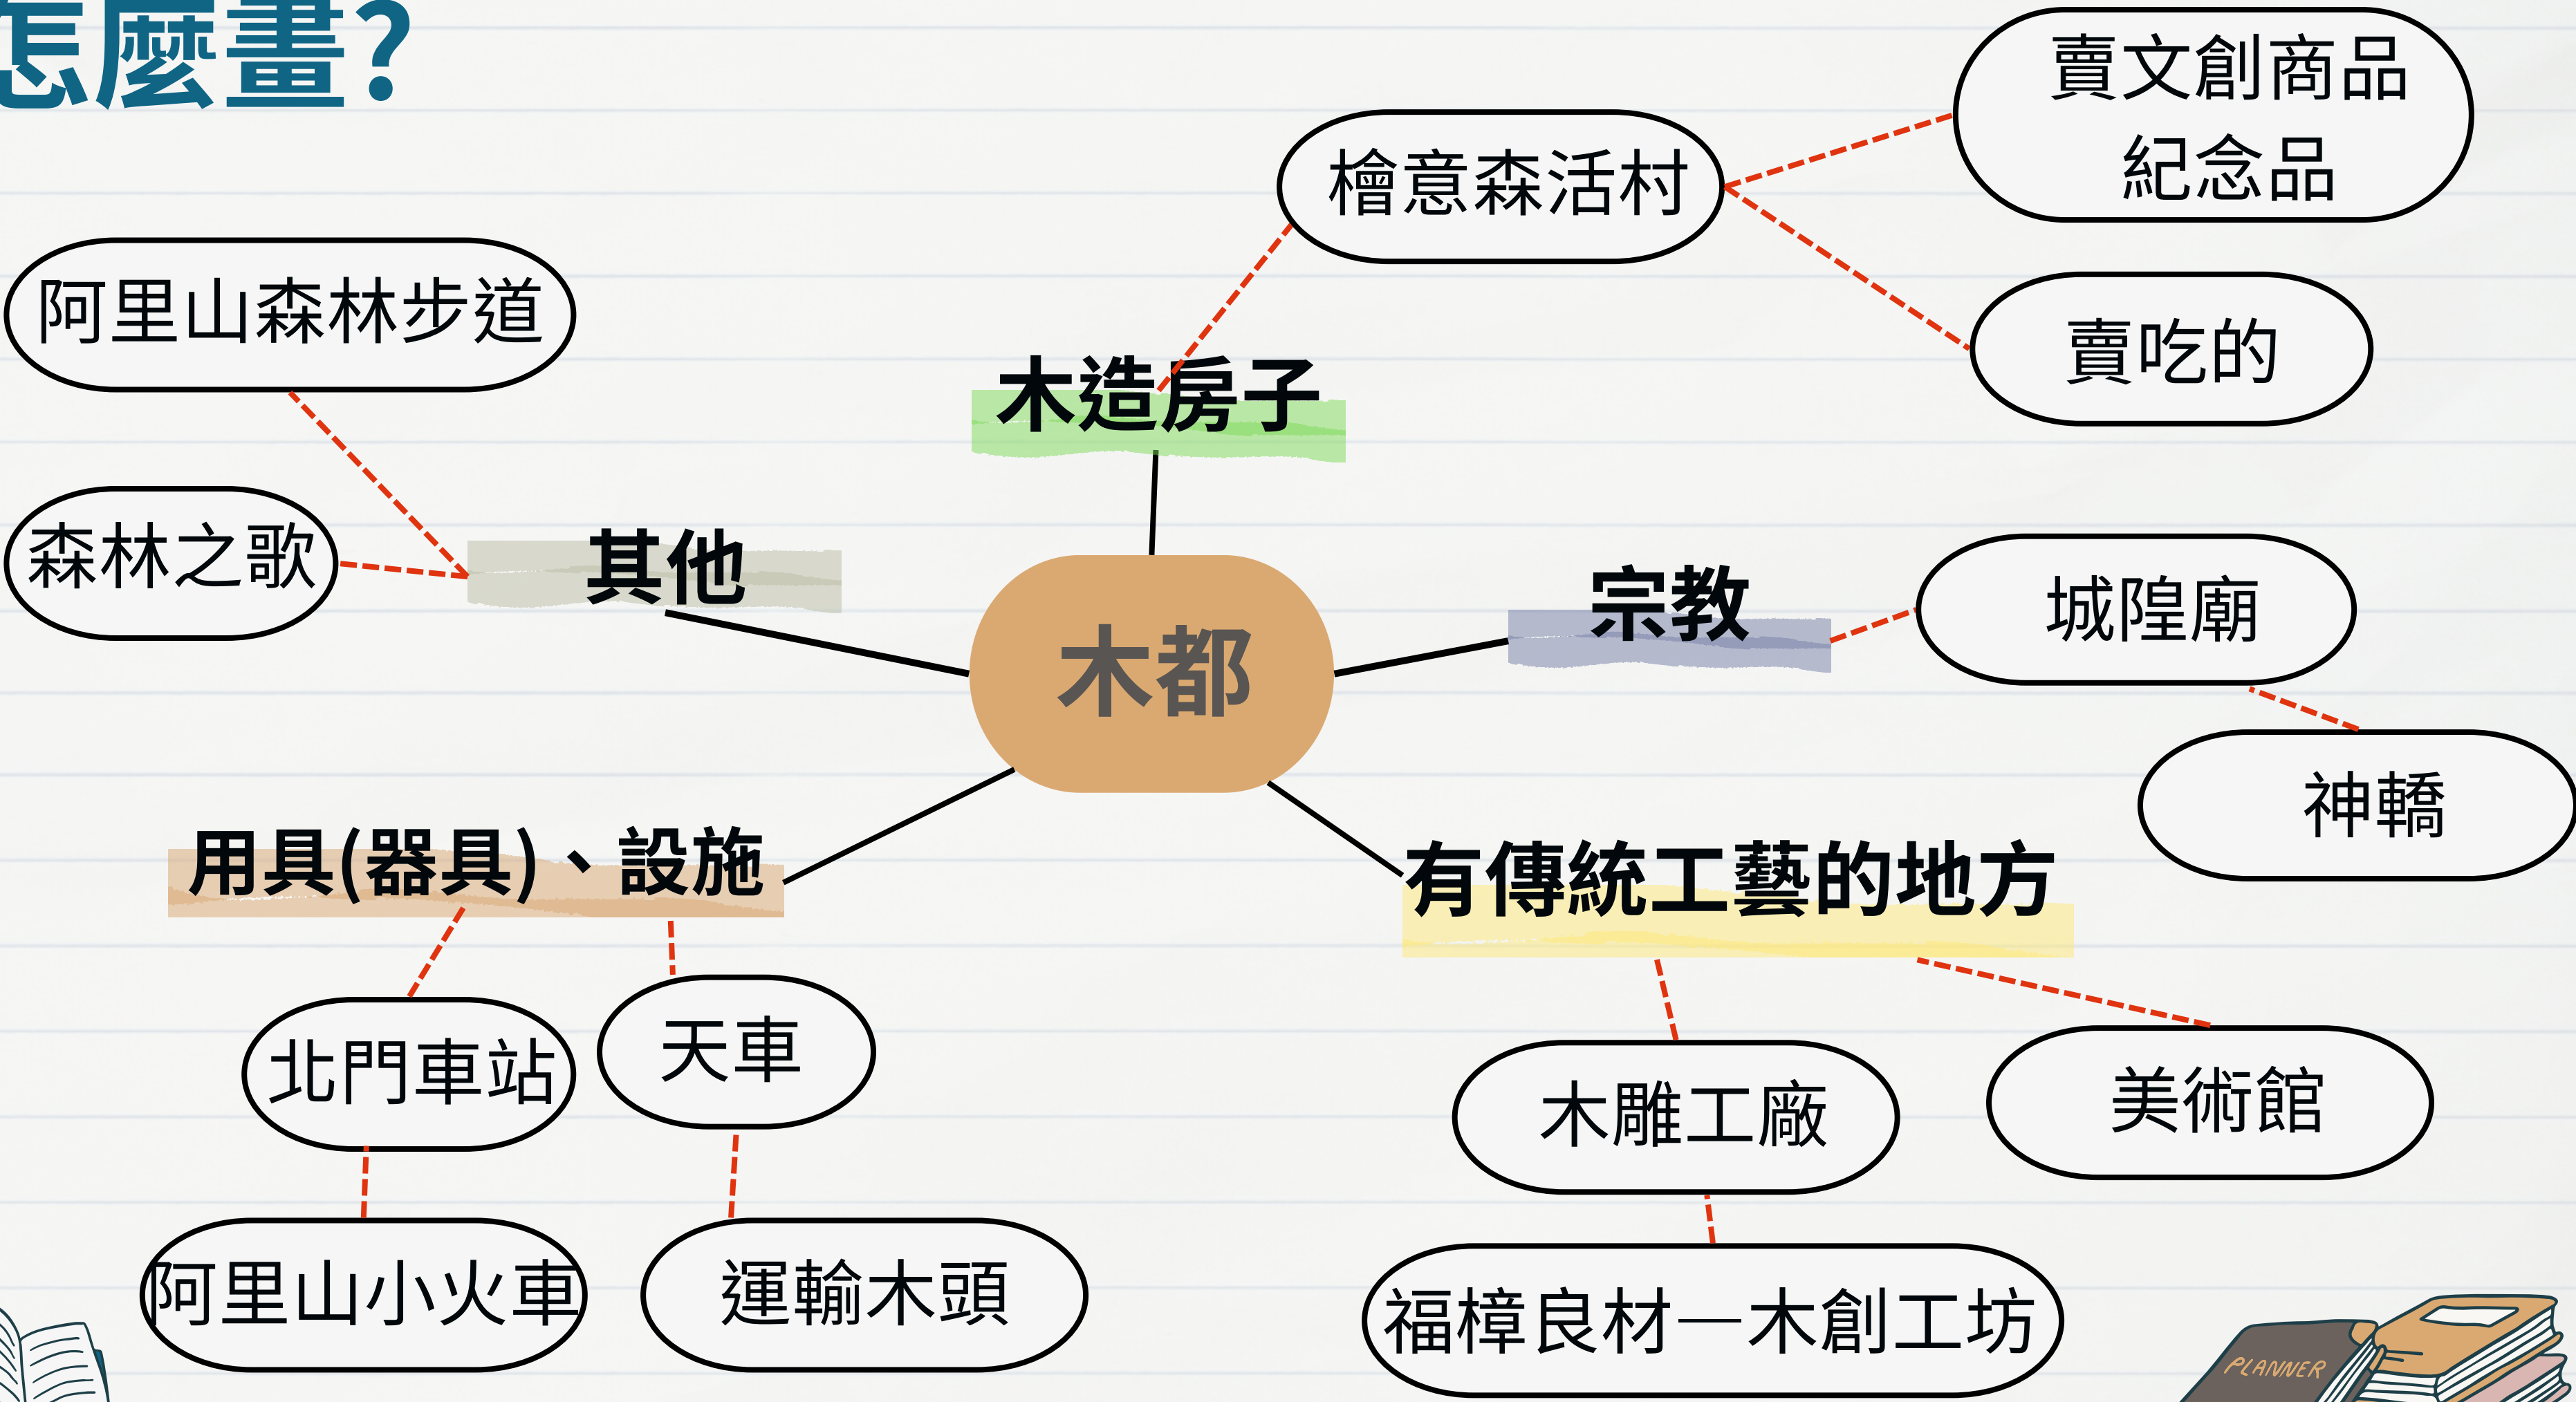 怎麼畫?
賣文創商品
紀念品
檜意森活村
賣吃的
阿里山森林步道
木造房子
森林之歌
其他
宗教
城隍廟
木都
神轎
用具(器具)、設施
有傳統工藝的地方
北門車站
天車
木雕工廠
美術館
阿里山小火車
運輸木頭
福樟良材—木創工坊
PLANNER